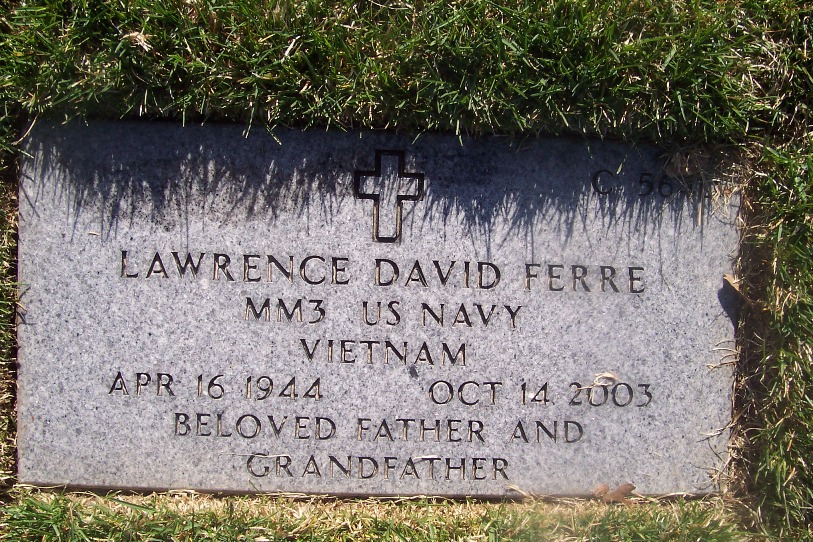 C
LAWRENCE DAVID FERRE
MM3 US NAVY
VIETNAM
APR 16 1944 OCT 14 2003
BELOVED FATHER AND
GRANDFATHER